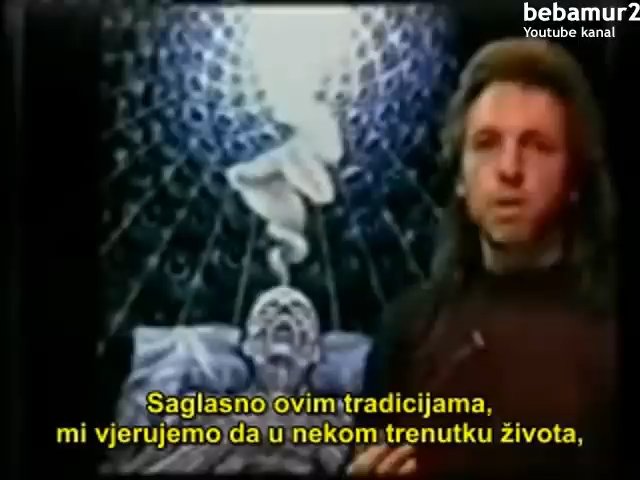 bebamur2
Youtube kanal
Saglasno ovim tradicijama,
mi vjerujemo da u nekom trenutku života,